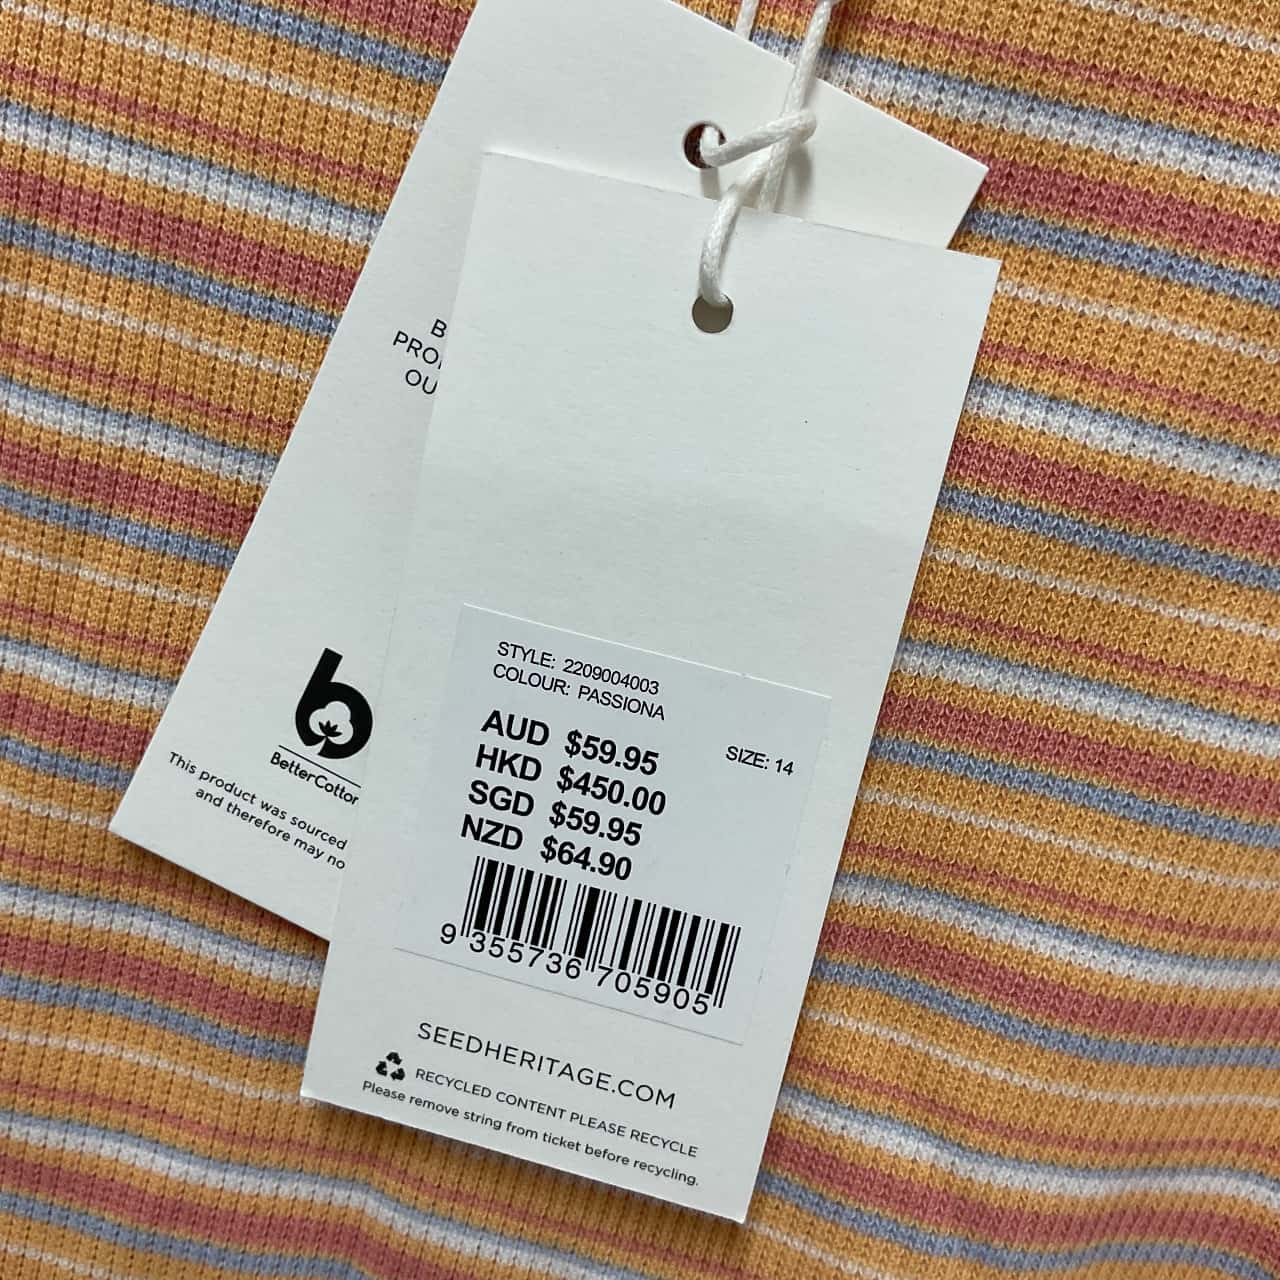 BetterCotton
This product was sourced
and therefore may no
STYLE: 2209004003
COLOUR: PASSIONA
SIZE: 14
AUD $59.95
HKD $450.00
SGD $59.95
NZD $64.90
9 355736 705905
SEEDHERITAGE.COM
RECYCLED CONTENT PLEASE RECYCLE
Please remove string from ticket before recycling.